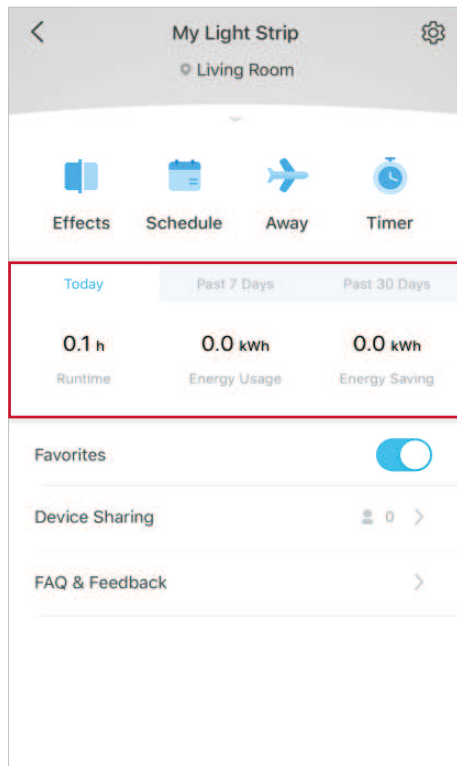 My Light Strip
Living Room
Effects Schedule Away Timer
Today Past 7 Days Past 30 Days
0.1 h 0.0 kWh 0.0 kWh
Runtime Energy Usage Energy Saving
Favorites
Device Sharing 0
FAQ & Feedback